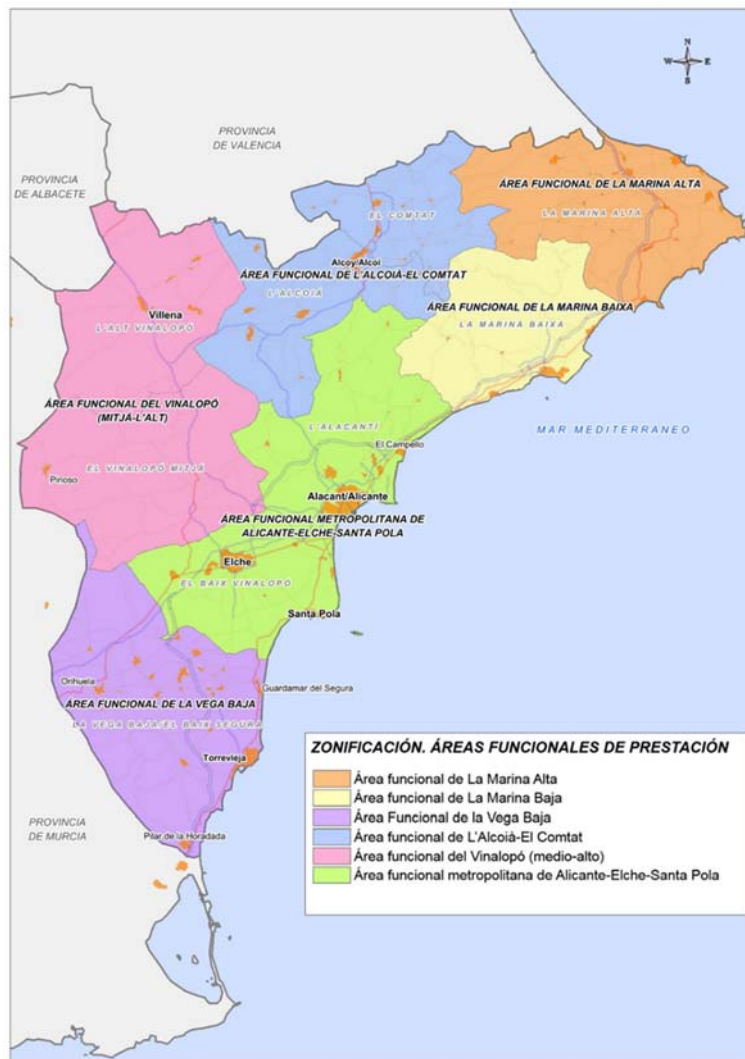 N
W E
S
PROVINCIA
DE VALENCIA
PROVINCIA
DE ALBACETE
ÁREA FUNCIONAL DE LA MARINA ALTA
LA MARINA ALTA
EL COMTAT
Alcoy/Alcoi
ÁREA FUNCIONAL DE L'ALCOIÀ-EL COMTAT
L'ALCOIÀ
Villena
L'ALT VINALOPÓ
ÁREA FUNCIONAL DE LA MARINA BAIXA
LA MARINA BAIXA
ÁREA FUNCIONAL DEL VINALOPÓ
(MITJÀ-L'ALT)
L'ALACANTÍ
MAR MEDITERRANEO
El Campello
EL VINALOPÓ MITJÀ
Pinoso
Alacant/Alicante
ÁREA FUNCIONAL METROPOLITANA DE
ALICANTE-ELCHE-SANTA POLA
Elche
EL BAIX VINALOPÓ
Santa Pola
Orihuela
Guardamar del Segura
ÁREA FUNCIONAL DE LA VEGA BAJA
LA VEGA BAJA/EL BAIX SEGURA
Torrevieja
PROVINCIA
DE MURCIA
Pilar de la Horadada
ZONIFICACIÓN. ÁREAS FUNCIONALES DE PRESTACIÓN
Área funcional de La Marina Alta
Área funcional de La Marina Baja
Área Funcional de la Vega Baja
Área funcional de L'Alcoià-El Comtat
Área funcional del Vinalopó (medio-alto)
Área funcional metropolitana de Alicante-Elche-Santa Pola